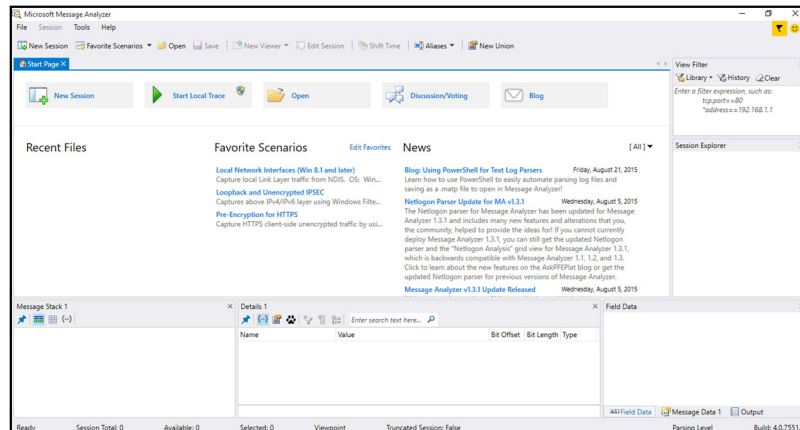 Microsoft Message Analyzer
File Session Tools Help
New Session Favorite Scenarios Open Save New Viewer Edit Session Shift Time Aliases New Union
Start Page
New Session Start Local Trace Open Discussion/Voting Blog
Recent Files
Favorite Scenarios Edit Favorites
Local Network Interfaces (Win 8.1 and later)
Capture local Link Layer traffic from NDIS. OS: Win...
Loopback and Unencrypted IPSEC
Captures above IPv4/IPv6 layer using Windows Filte...
Pre-Encryption for HTTPS
Capture HTTPS client-side unencrypted traffic by usi...
News [ All ]
Blog: Using PowerShell for Text Log Parsers Friday, August 21, 2015
Learn how to use PowerShell to easily automate parsing log files and
saving as a .matp file to open in Message Analyzer!
Netlogon Parser Update for MA v1.3.1 Wednesday, August 5, 2015
The Netlogon parser for Message Analyzer has been updated for Message
Analyzer 1.3.1 and includes many new features and alterations that you,
the community, helped to provide the ideas for! If you cannot currently
deploy Message Analyzer 1.3.1, you can still get the updated Netlogon
parser and the "Netlogon Analysis" grid view for Message Analyzer 1.3.1,
which is backwards compatible with Message Analyzer 1.1, 1.2, and 1.3.
Click to learn about the new features on the AskPFEPlat blog or get the
updated Netlogon parser for previous versions of Message Analyzer.
Message Analyzer v1.3.1 Update Released Wednesday, August 5, 2015
View Filter
Library History Clear
Enter a filter expression, such as:
tcp.port==80
*address==192.168.1.1
Session Explorer
Message Stack 1
Details 1
Enter search text here...
Name Value Bit Offset Bit Length Type
Field Data
Field Data Message Data 1 Output
Ready Session Total: 0 Available: 0 Selected: 0 Viewpoint Truncated Session: False Parsing Level Build: 4.0.7551.